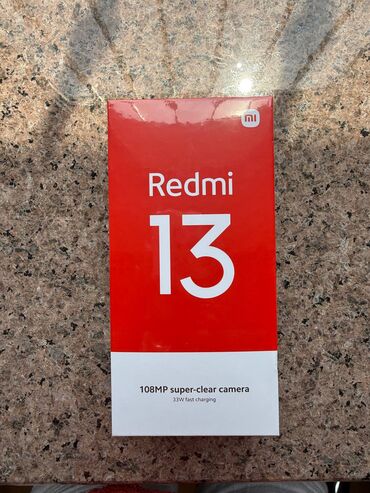 mi
Redmi
13
108MP super-clear camera
33W fast charging